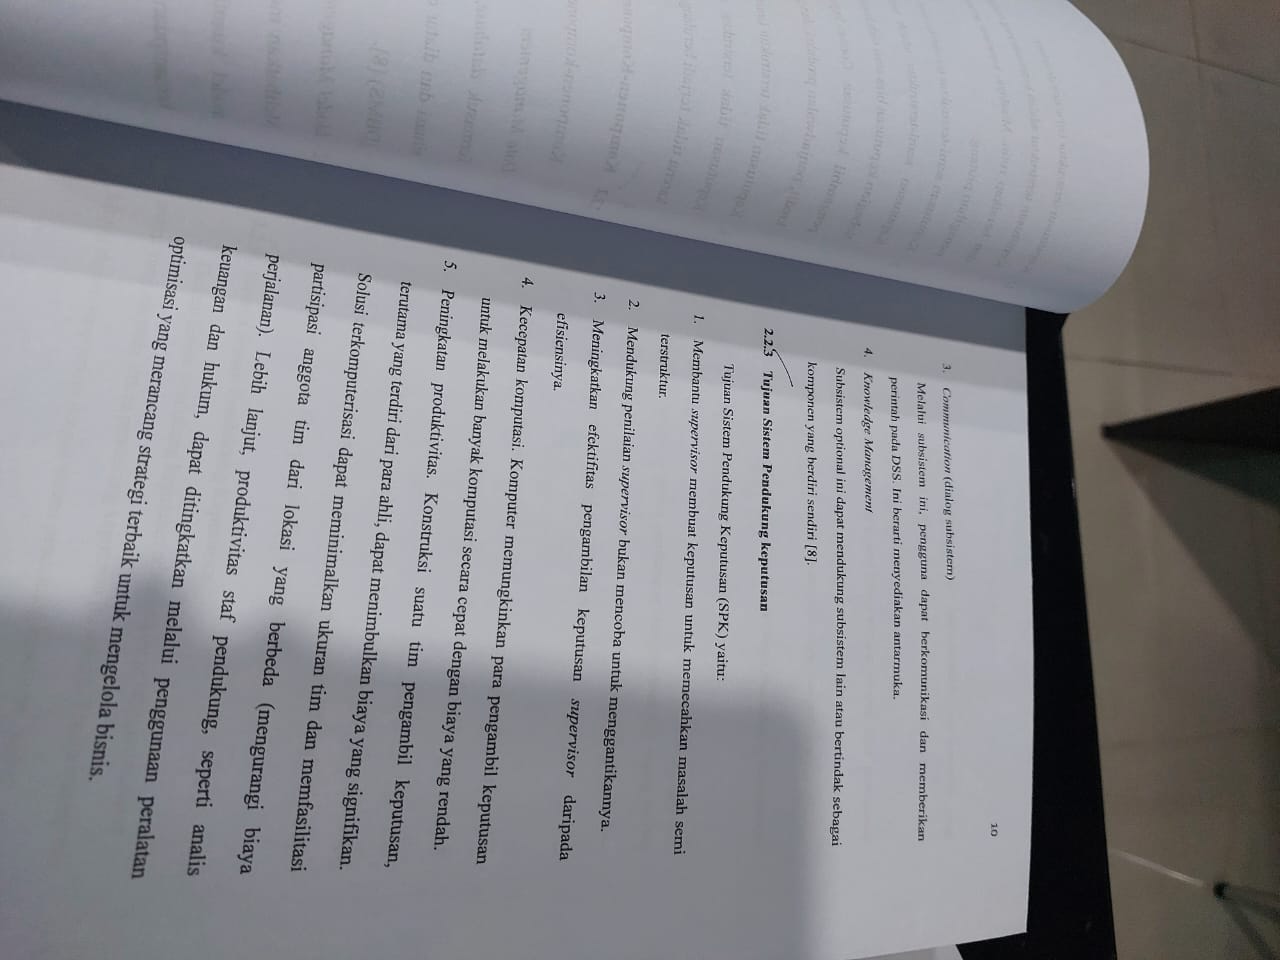 10
3. Communication (dialog subsistem)
Melalui subsistem ini, pengguna dapat berkomunikasi dan memberikan
perintah pada DSS. Ini berarti menyediakan antarmuka.
4. Knowledge Management
Subsistem optional ini dapat mendukung subsistem lain atau bertindak sebagai
komponen yang berdiri sendiri [8].
2.2.3 Tujuan Sistem Pendukung keputusan
Tujuan Sistem Pendukung Keputusan (SPK) yaitu:
1. Membantu supervisor membuat keputusan untuk memecahkan masalah semi
terstruktur.
2. Mendukung penilaian supervisor bukan mencoba untuk menggantikannya.
3. Meningkatkan efektifitas pengambilan keputusan supervisor daripada
efisiensinya.
4. Kecepatan komputasi. Komputer memungkinkan para pengambil keputusan
untuk melakukan banyak komputasi secara cepat dengan biaya yang rendah.
5. Peningkatan produktivitas. Konstruksi suatu tim pengambil keputusan,
terutama yang terdiri dari para ahli, dapat menimbulkan biaya yang signifikan.
Solusi terkomputerisasi dapat meminimalkan ukuran tim dan memfasilitasi
partisipasi anggota tim dari lokasi yang berbeda (mengurangi biaya
perjalanan). Lebih lanjut, produktivitas staf pendukung, seperti analis
keuangan dan hukum, dapat ditingkatkan melalui penggunaan peralatan
optimisasi yang merancang strategi terbaik untuk mengelola bisnis.